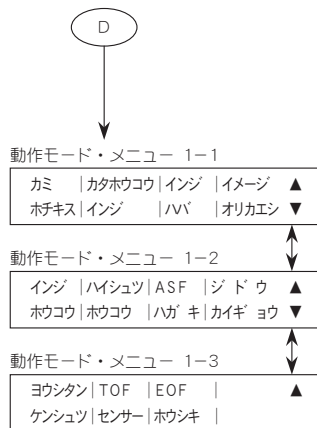 D
動作モード・メニュー 1-1
カミ |カタホウコウ|インジ |イメージ ▲
ホチキス|インジ |ハバ |オリカエシ ▼
動作モード・メニュー 1-2
インジ |ハイシュツ|ASF |ジドウ ▲
ホウコウ|ホウコウ |ハガキ|カイギョウ ▼
動作モード・メニュー 1-3
ヨウシタン|TOF |EOF | ▲
ケンシュツ|センサー|ホウシキ |